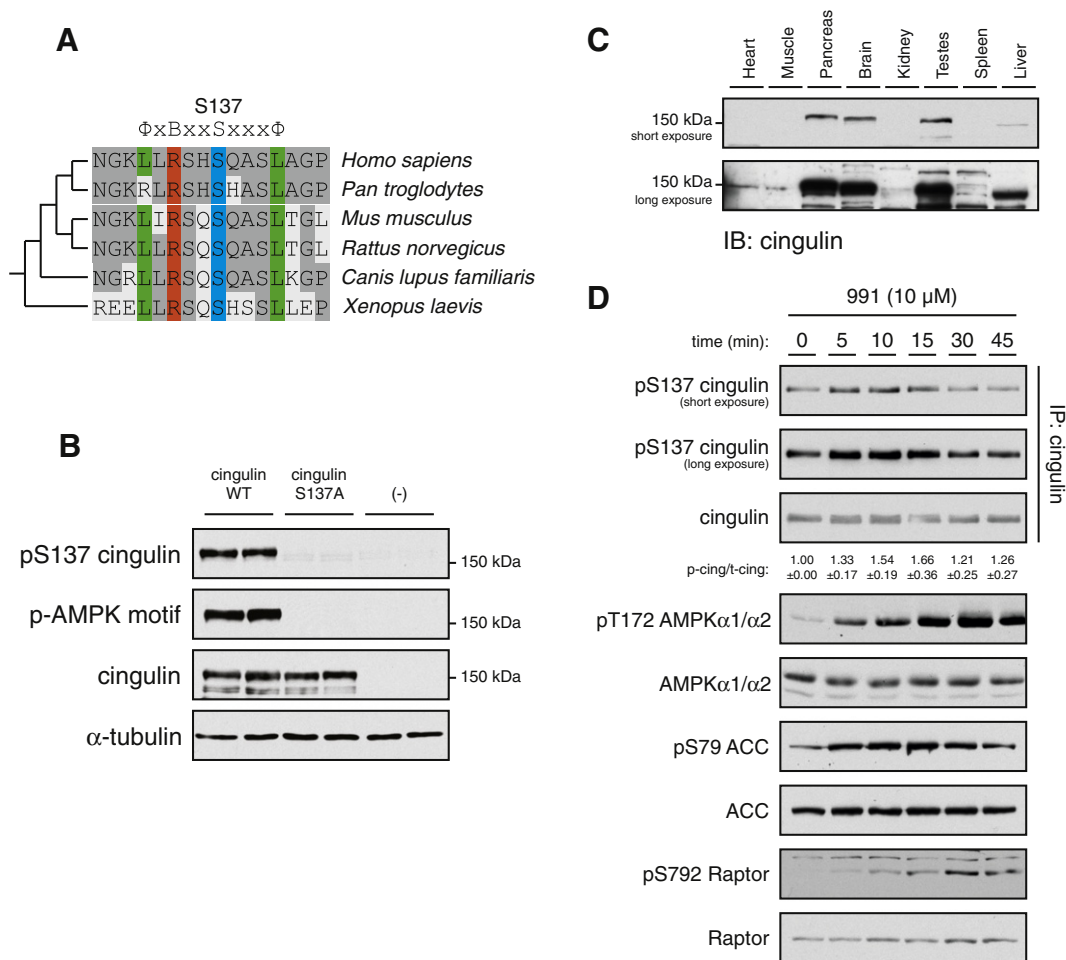 A
S137
ΦxBxxSxxxΦ
NGKLLRSHSQASLAGP Homo sapiens
NGKRLRSHSHASLAGP Pan troglodytes
NGKLIRSQSQASLTGL Mus musculus
NGKLLRSQSQASLTGL Rattus norvegicus
NGRLLRSQSQASLKGP Canis lupus familiaris
REELLRSQSHSSLLEP Xenopus laevis
B
cingulin WT
cingulin S137A
(-)
pS137 cingulin
150 kDa
p-AMPK motif
150 kDa
cingulin
150 kDa
α-tubulin
C
Heart Muscle Pancreas Brain Kidney Testes Spleen Liver
150 kDa
short exposure
150 kDa
long exposure
IB: cingulin
D
991 (10 µM)
time (min): 0 5 10 15 30 45
pS137 cingulin
(short exposure)
pS137 cingulin
(long exposure)
cingulin
IP: cingulin
p-cing/t-cing: 1.00 1.33 1.54 1.66 1.21 1.26
±0.00 ±0.17 ±0.19 ±0.36 ±0.25 ±0.27
pT172 AMPKα1/α2
AMPKα1/α2
pS79 ACC
ACC
pS792 Raptor
Raptor